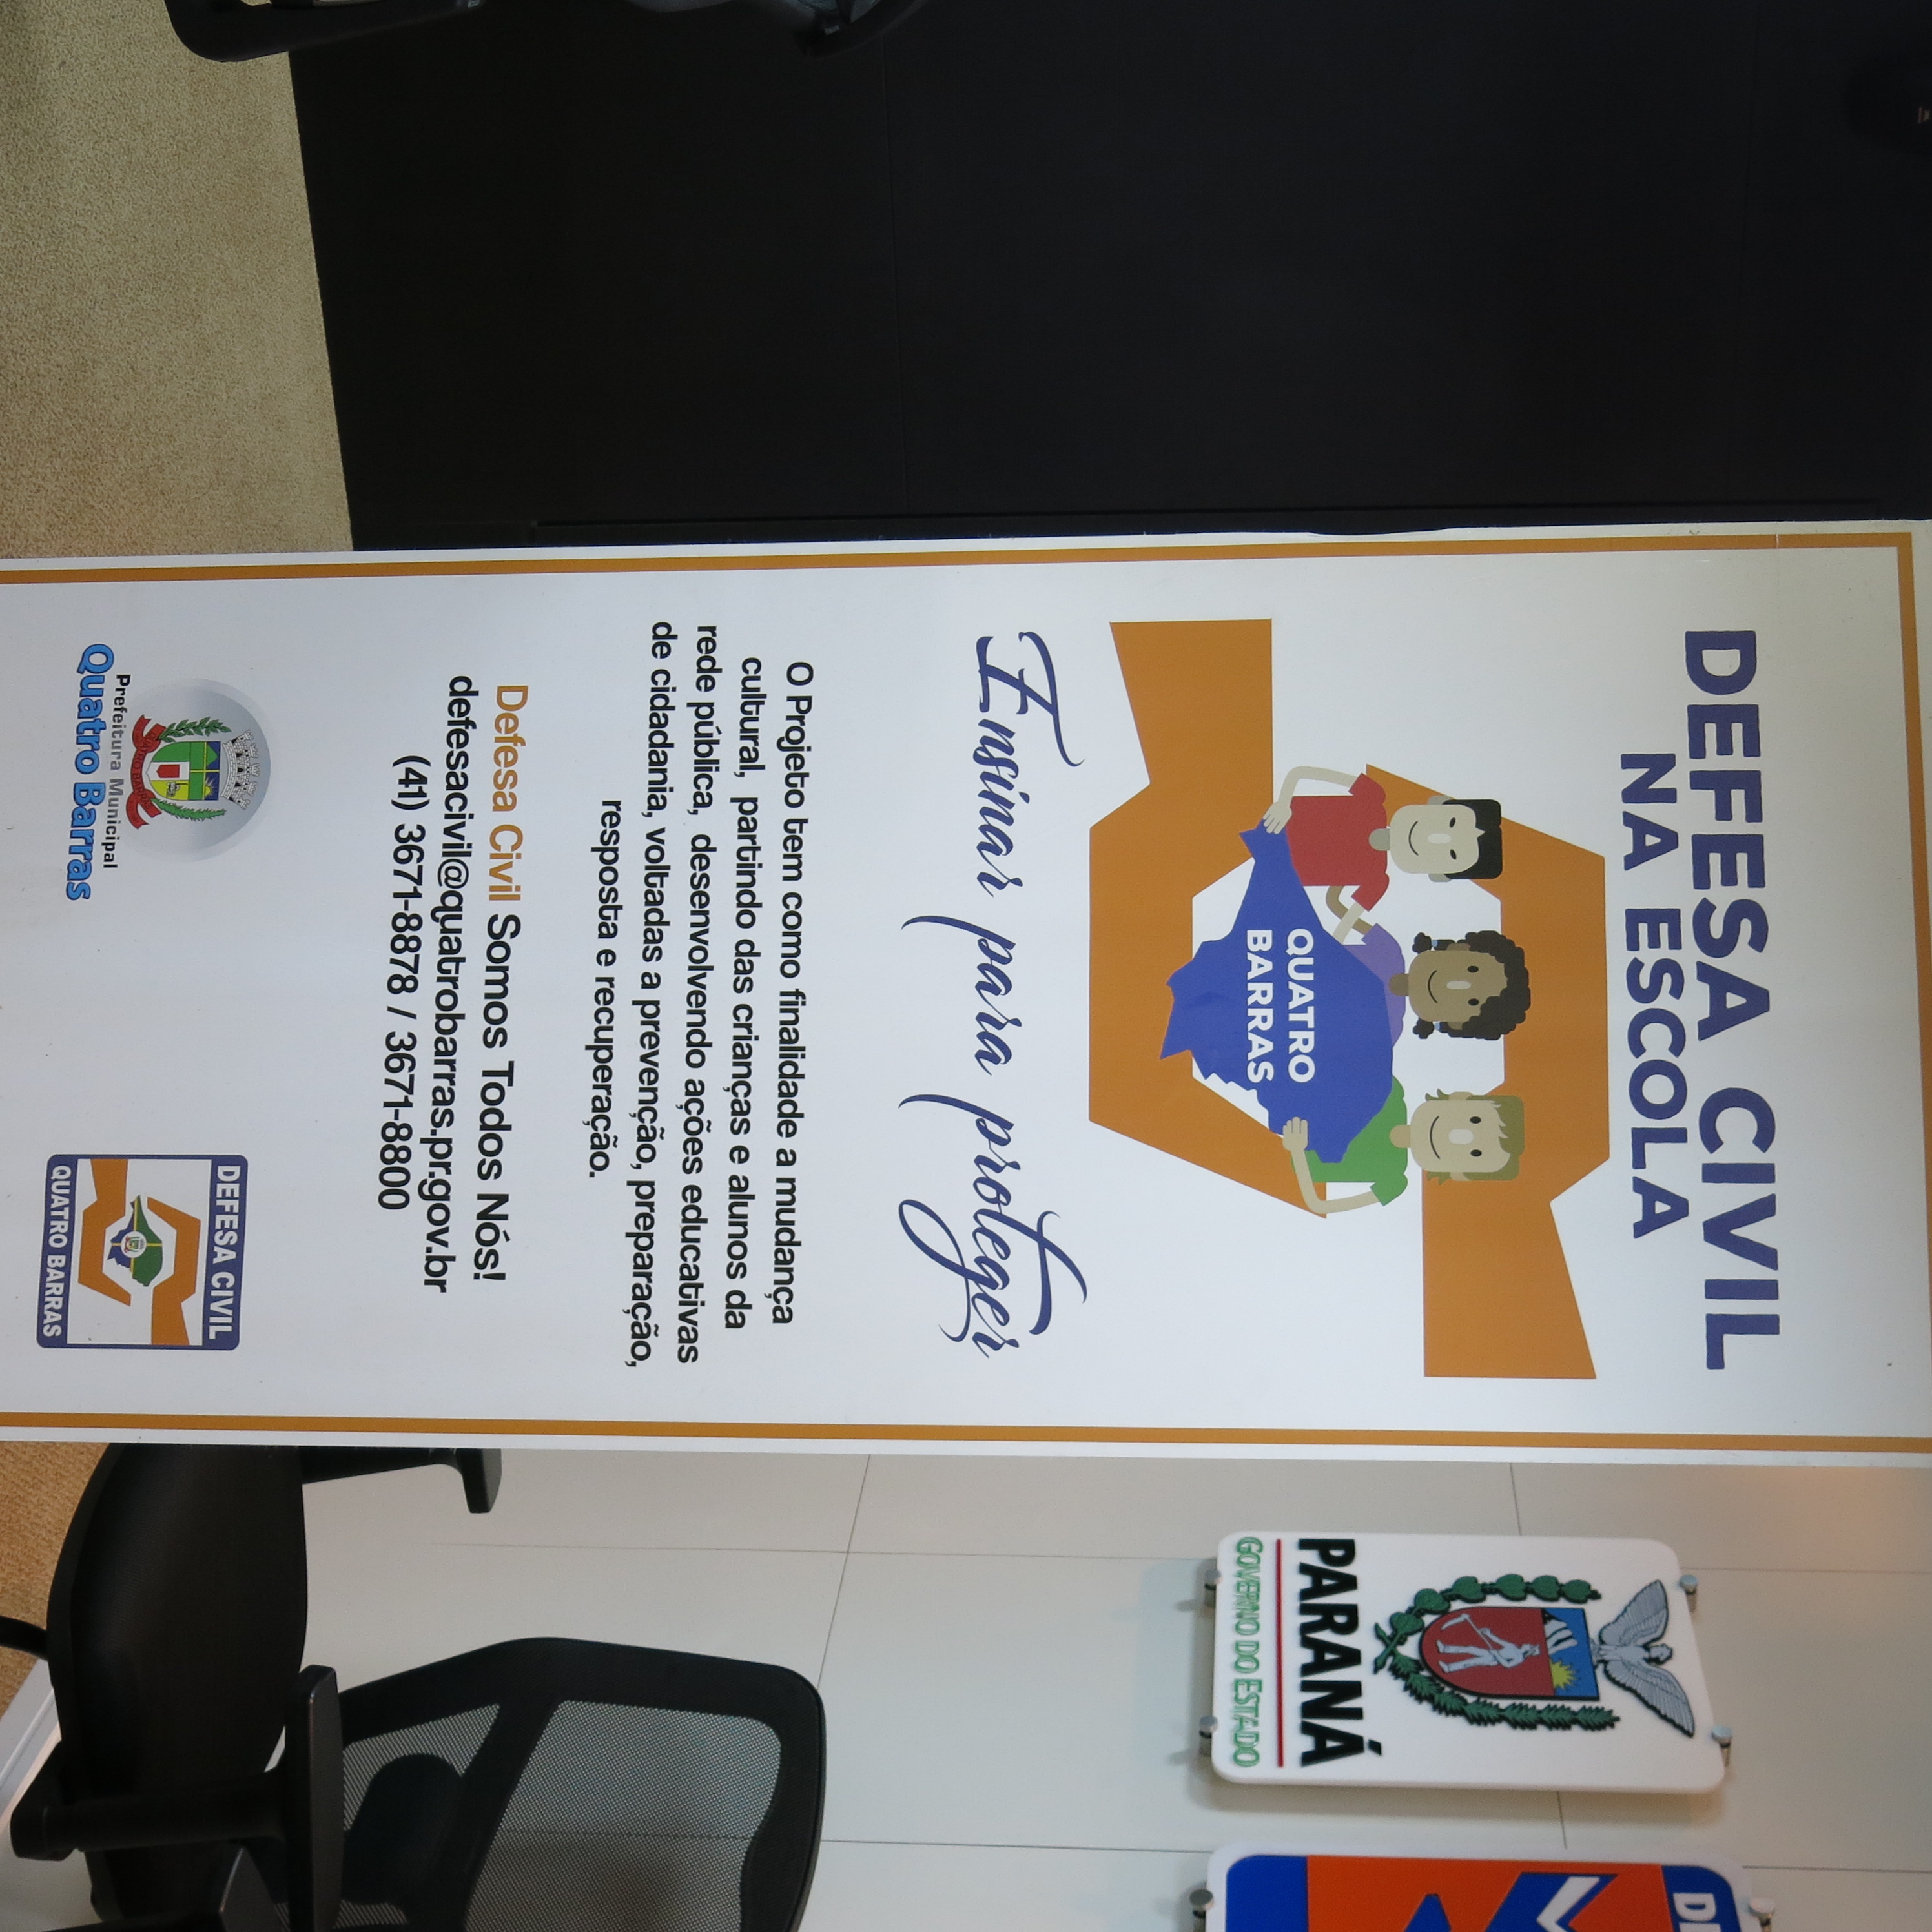 DEFESA CIVIL
NA ESCOLA
QUATRO
BARRAS
Ensinar para proteger
O Projeto tem como finalidade a mudança
cultural, partindo das crianças e alunos da
rede pública, desenvolvendo ações educativas
de cidadania, voltadas a prevenção, preparação,
resposta e recuperação.
Defesa Civil Somos Todos Nós!
defesacivil@quatrobarras.pr.gov.br
(41) 3671-8878 / 3671-8800
Prefeitura Municipal
Quatro Barras
DEFESA CIVIL
QUATRO BARRAS
PARANÁ
GOVERNO DO ESTADO